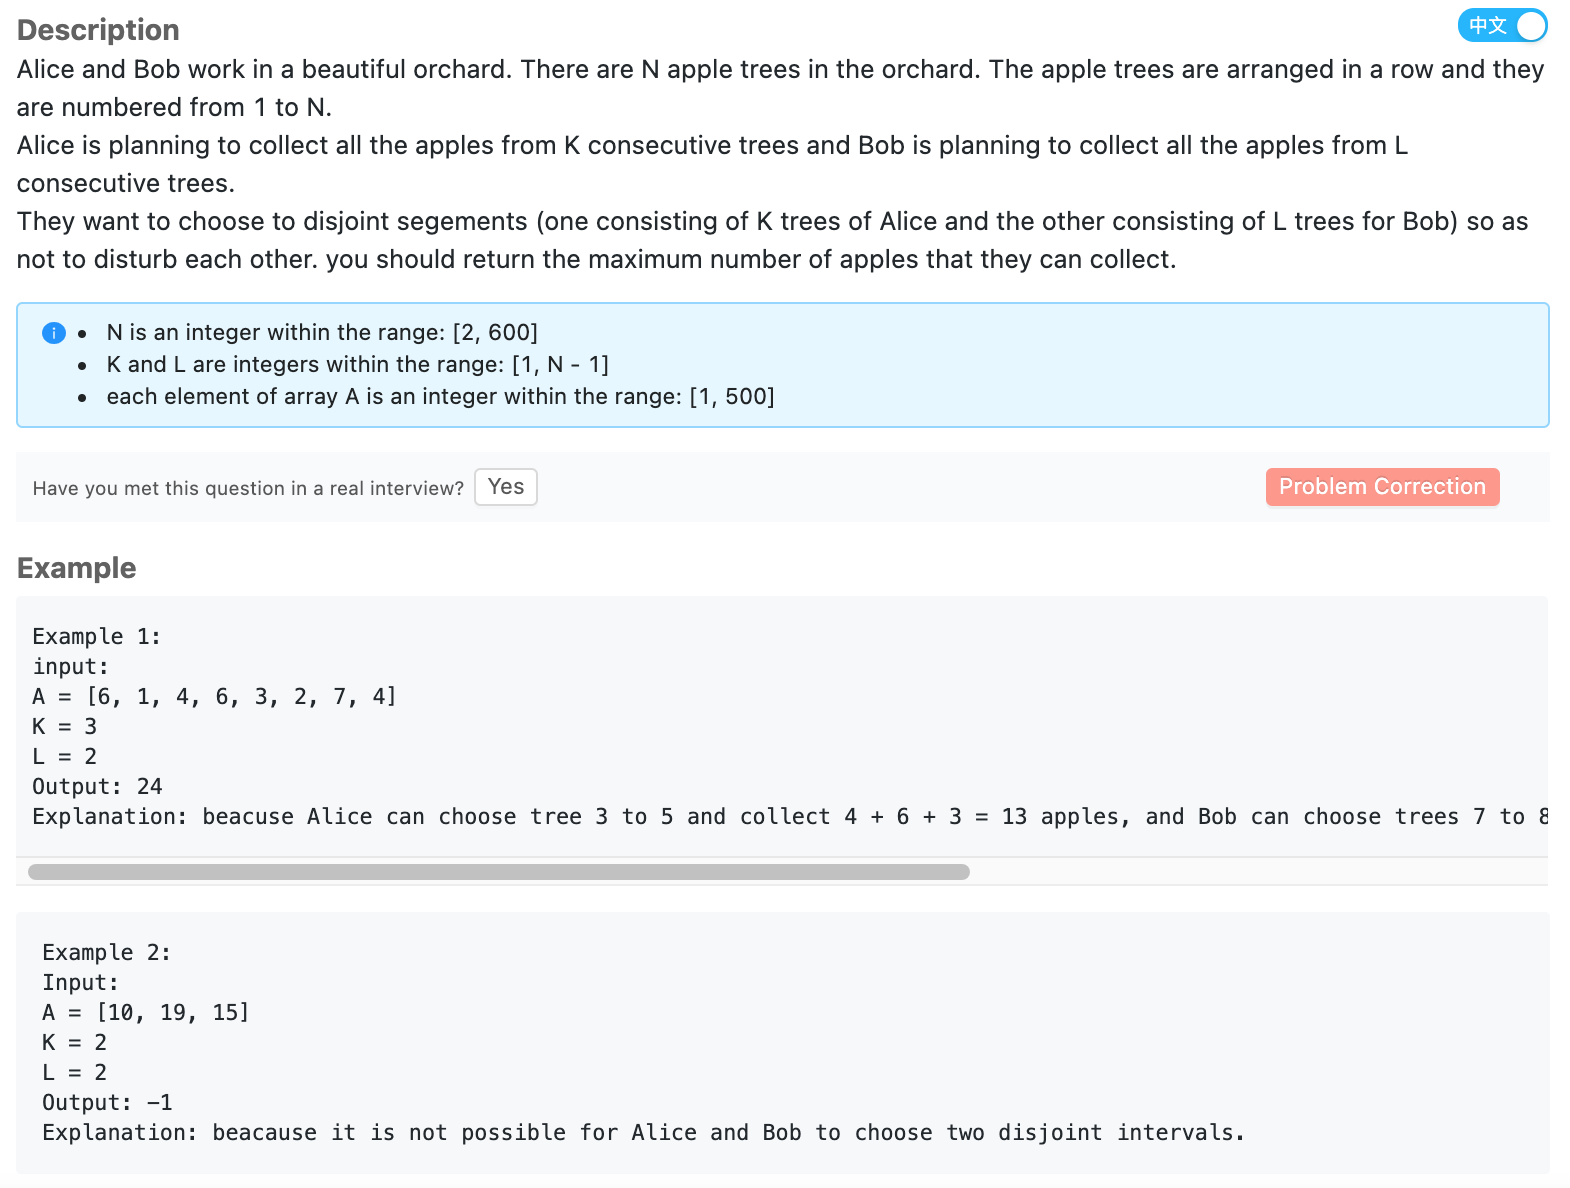 Description
中文
Alice and Bob work in a beautiful orchard. There are N apple trees in the orchard. The apple trees are arranged in a row and they
are numbered from 1 to N.
Alice is planning to collect all the apples from K consecutive trees and Bob is planning to collect all the apples from L
consecutive trees.
They want to choose to disjoint segements (one consisting of K trees of Alice and the other consisting of L trees for Bob) so as
not to disturb each other. you should return the maximum number of apples that they can collect.
i
• N is an integer within the range: [2, 600]
• K and L are integers within the range: [1, N - 1]
• each element of array A is an integer within the range: [1, 500]
Have you met this question in a real interview? Yes
Problem Correction
Example
Example 1:
input:
A = [6, 1, 4, 6, 3, 2, 7, 4]
K = 3
L = 2
Output: 24
Explanation: beacuse Alice can choose tree 3 to 5 and collect 4 + 6 + 3 = 13 apples, and Bob can choose trees 7 to 8
Example 2:
Input:
A = [10, 19, 15]
K = 2
L = 2
Output: −1
Explanation: beacause it is not possible for Alice and Bob to choose two disjoint intervals.